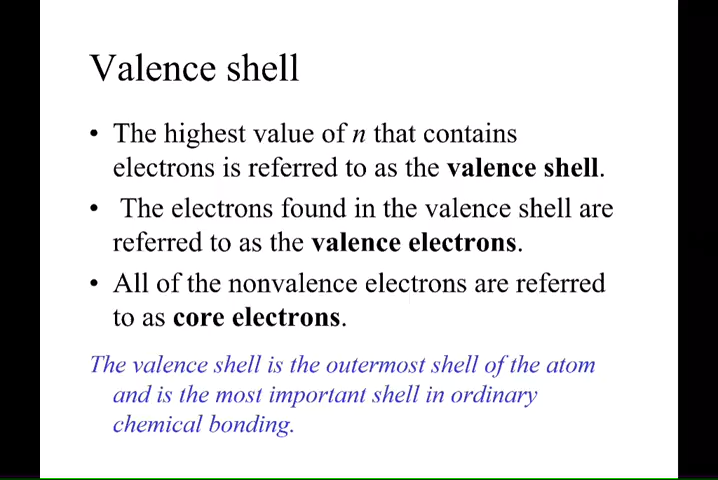 Valence shell
• The highest value of n that contains
electrons is referred to as the valence shell.
• The electrons found in the valence shell are
referred to as the valence electrons.
• All of the nonvalence electrons are referred
to as core electrons.
The valence shell is the outermost shell of the atom
and is the most important shell in ordinary
chemical bonding.